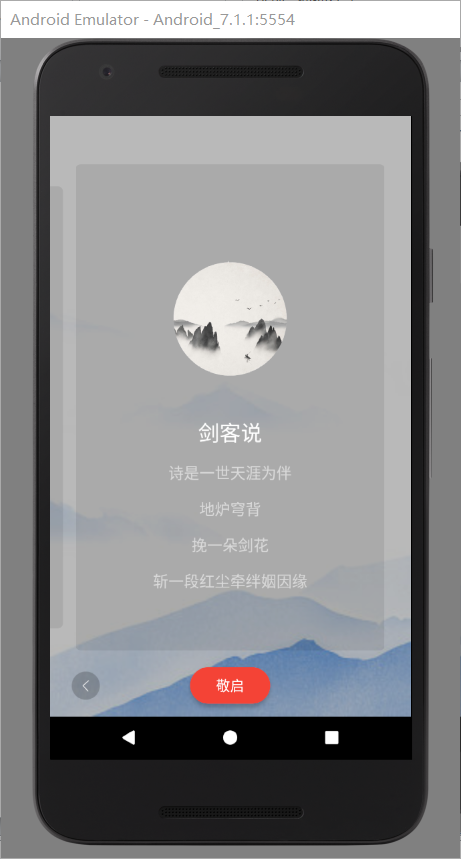 Android Emulator - Android_7.1.1:5554
剑客说
诗是一世天涯为伴
地炉穹背
挽一朵剑花
斩一段红尘牵绊姻因缘
敬启